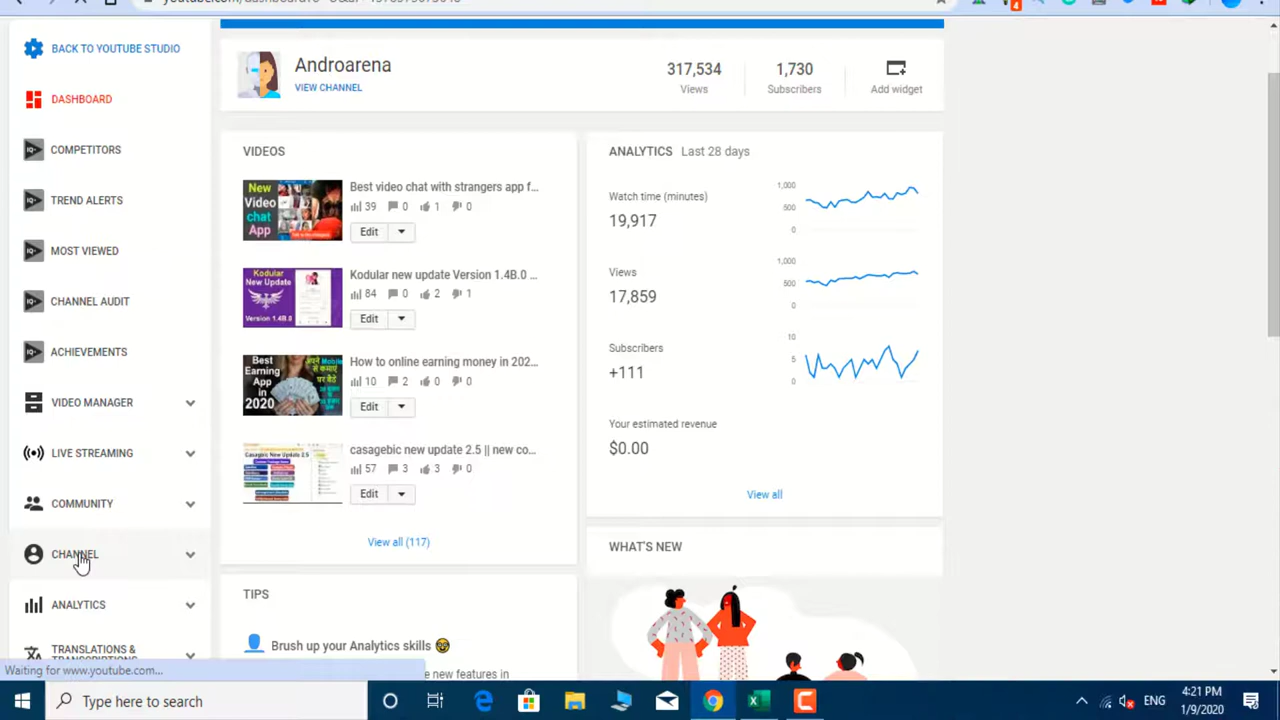 BACK TO YOUTUBE STUDIO
DASHBOARD
COMPETITORS
TREND ALERTS
MOST VIEWED
CHANNEL AUDIT
ACHIEVEMENTS
VIDEO MANAGER
LIVE STREAMING
COMMUNITY
CHANNEL
ANALYTICS
TRANSLATIONS &
Androarena
VIEW CHANNEL
317,534
Views
1,730
Subscribers
Add widget
VIDEOS
New
Video
chat
App
Best video chat with strangers app f...
39 0 1 0
Edit
Kodular
New Update
Version 1.4B.0
Kodular new update Version 1.4B.0 ...
84 0 2 1
Edit
Best
Earning
App in
2020
How to online earning money in 202...
10 2 0 0
Edit
casagebic new update 2.5 || new co...
57 3 3 0
Edit
View all (117)
ANALYTICS Last 28 days
Watch time (minutes)
19,917
1,000
500
0
Views
17,859
1,000
500
0
Subscribers
+111
10
5
0
Your estimated revenue
$0.00
View all
WHAT'S NEW
TIPS
Brush up your Analytics skills
new features in
Waiting for www.youtube.com...
Type here to search
ENG
4:21 PM
1/9/2020